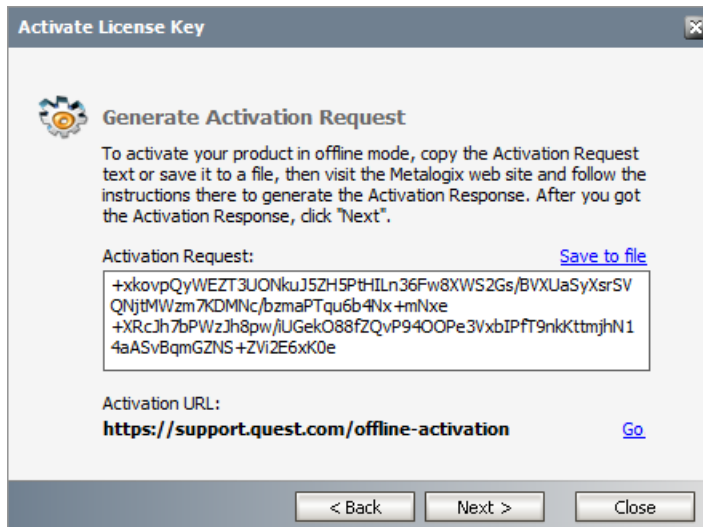 Activate License Key
Generate Activation Request
To activate your product in offline mode, copy the Activation Request
text or save it to a file, then visit the Metalogix web site and follow the
instructions there to generate the Activation Response. After you got
the Activation Response, click "Next".
Activation Request: Save to file
+xkovpQyWEZT3UONkuJ5ZH5PtHILn36Fw8XWS2Gs/BVXUaSyXsrSV
QNjtMWzm7KDMNc/bzmaPTqu6b4Nx+mNxe
+XRcJh7bPWzJh8pw/iUGekO88fZQvP94OOPe3VxbIPfT9nkKttmjhN1
4aASvBqmGZNS+ZVi2E6xK0e
Activation URL:
https://support.quest.com/offline-activation Go
< Back Next > Close